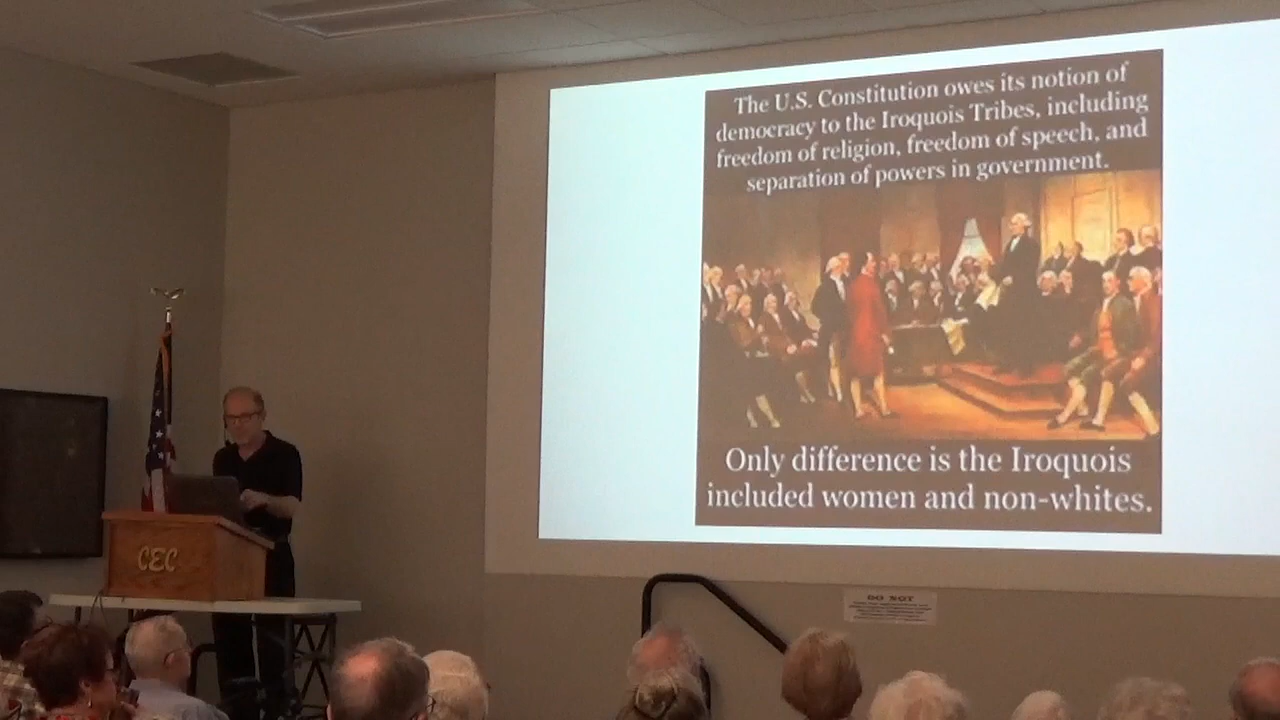 The U.S. Constitution owes its notion of
democracy to the Iroquois Tribes, including
freedom of religion, freedom of speech, and
separation of powers in government.
Only difference is the Iroquois
included women and non-whites.
CEC
DO NOT